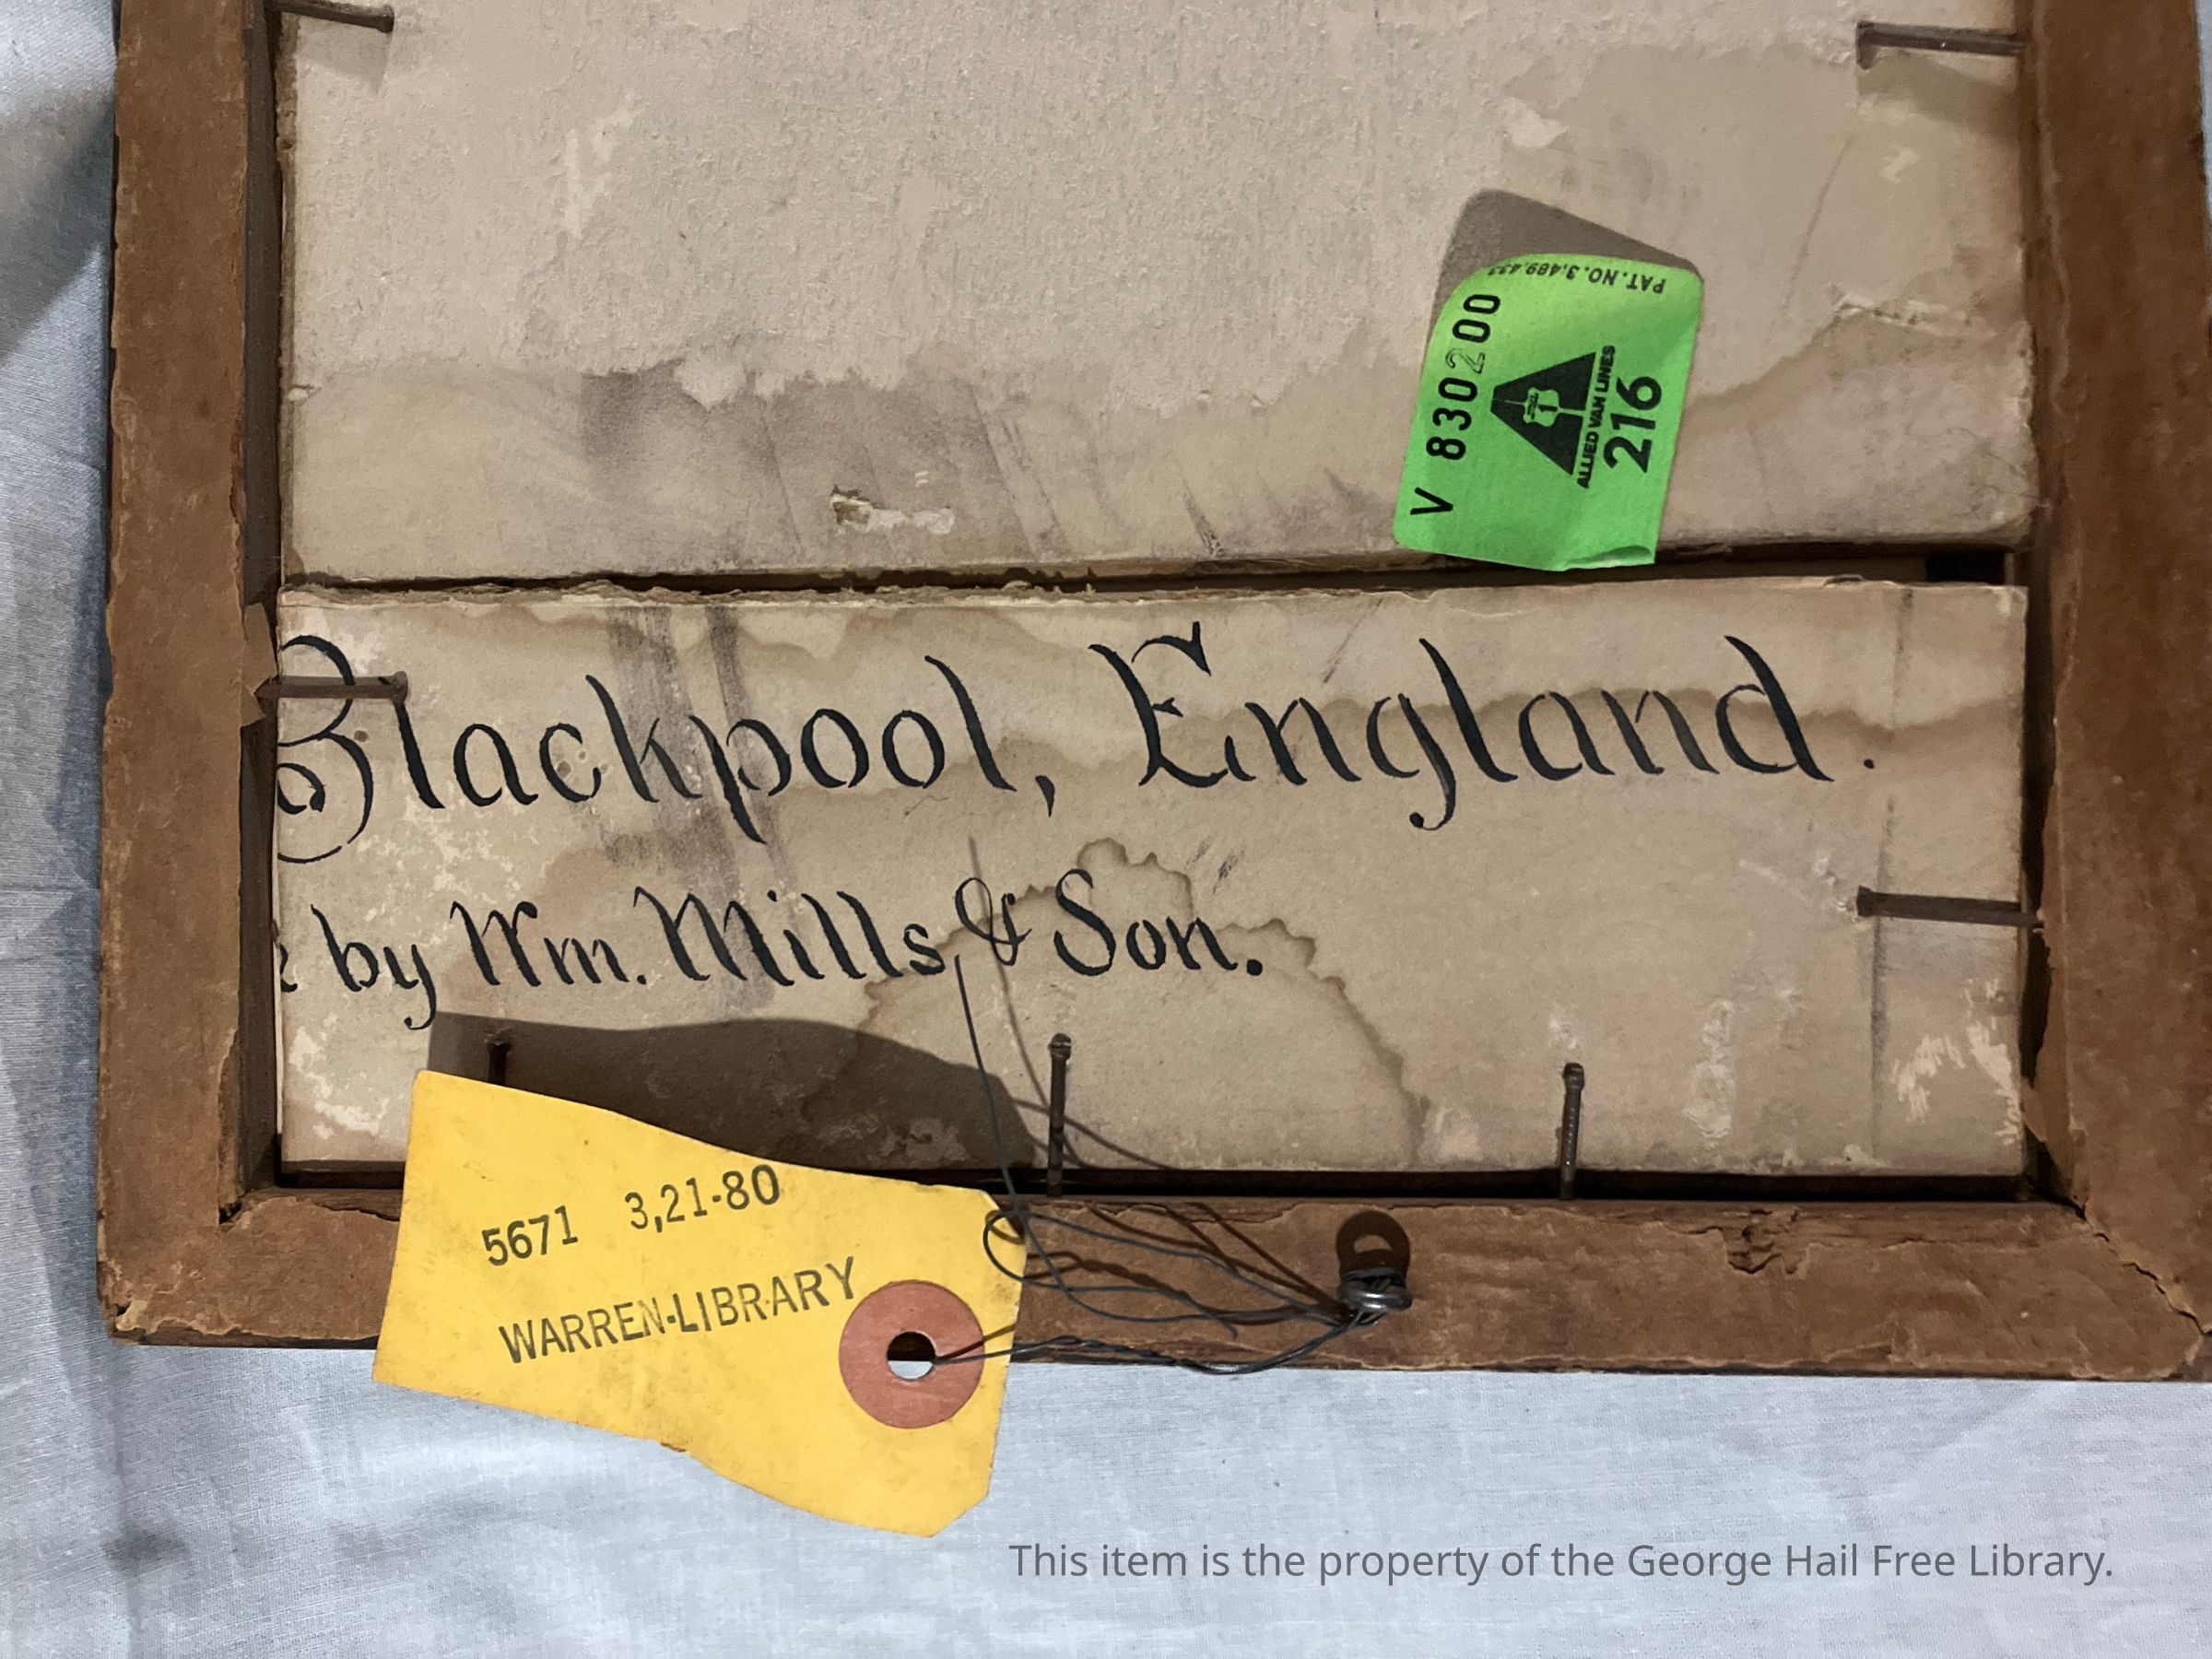 PAT. NO. 3,489,433
V 830200
ALLIED VAN LINES
216
Blackpool, England.
by Wm. Mills & Son.
5671 3,21-80
WARREN-LIBRARY
This item is the property of the George Hail Free Library.